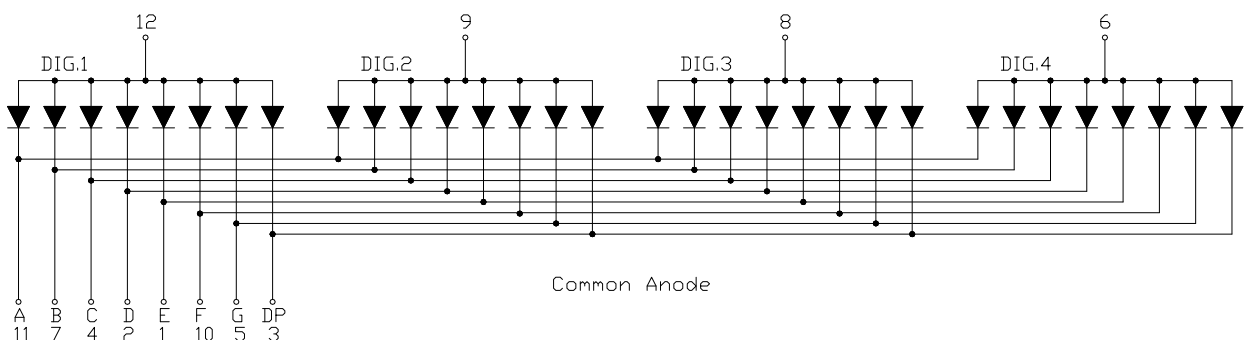 12 9 8 6
DIG.1 DIG.2 DIG.3 DIG.4
Common Anode
A B C D E F G DP
11 7 4 2 1 10 5 3